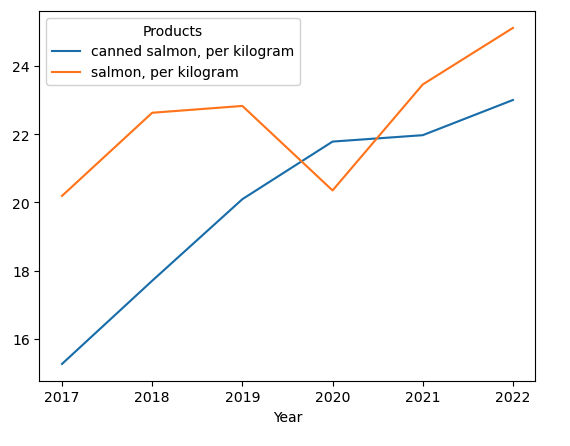 Products
canned salmon, per kilogram
salmon, per kilogram
24
22
20
18
16
2017 2018 2019 2020 2021 2022
Year